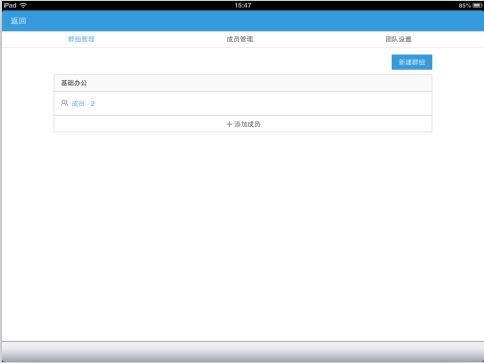 iPad 15:47 85%
返回
群组管理 成员管理 团队设置
新建群组
基础办公
成员 2
+ 添加成员